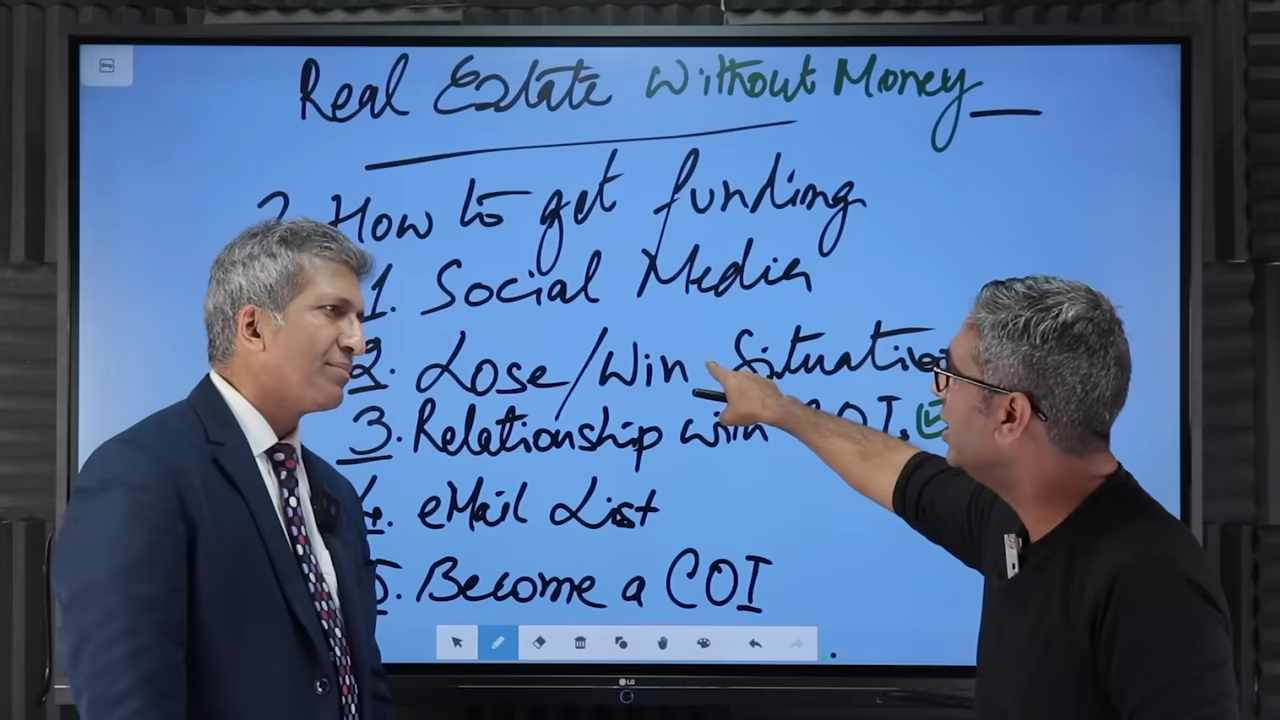 Real Estate Without Money
2. How to get funding
1. Social Media
2. Lose/Win Situation
3. Relationship with COI.
4. eMail List
5. Become a COI
LG